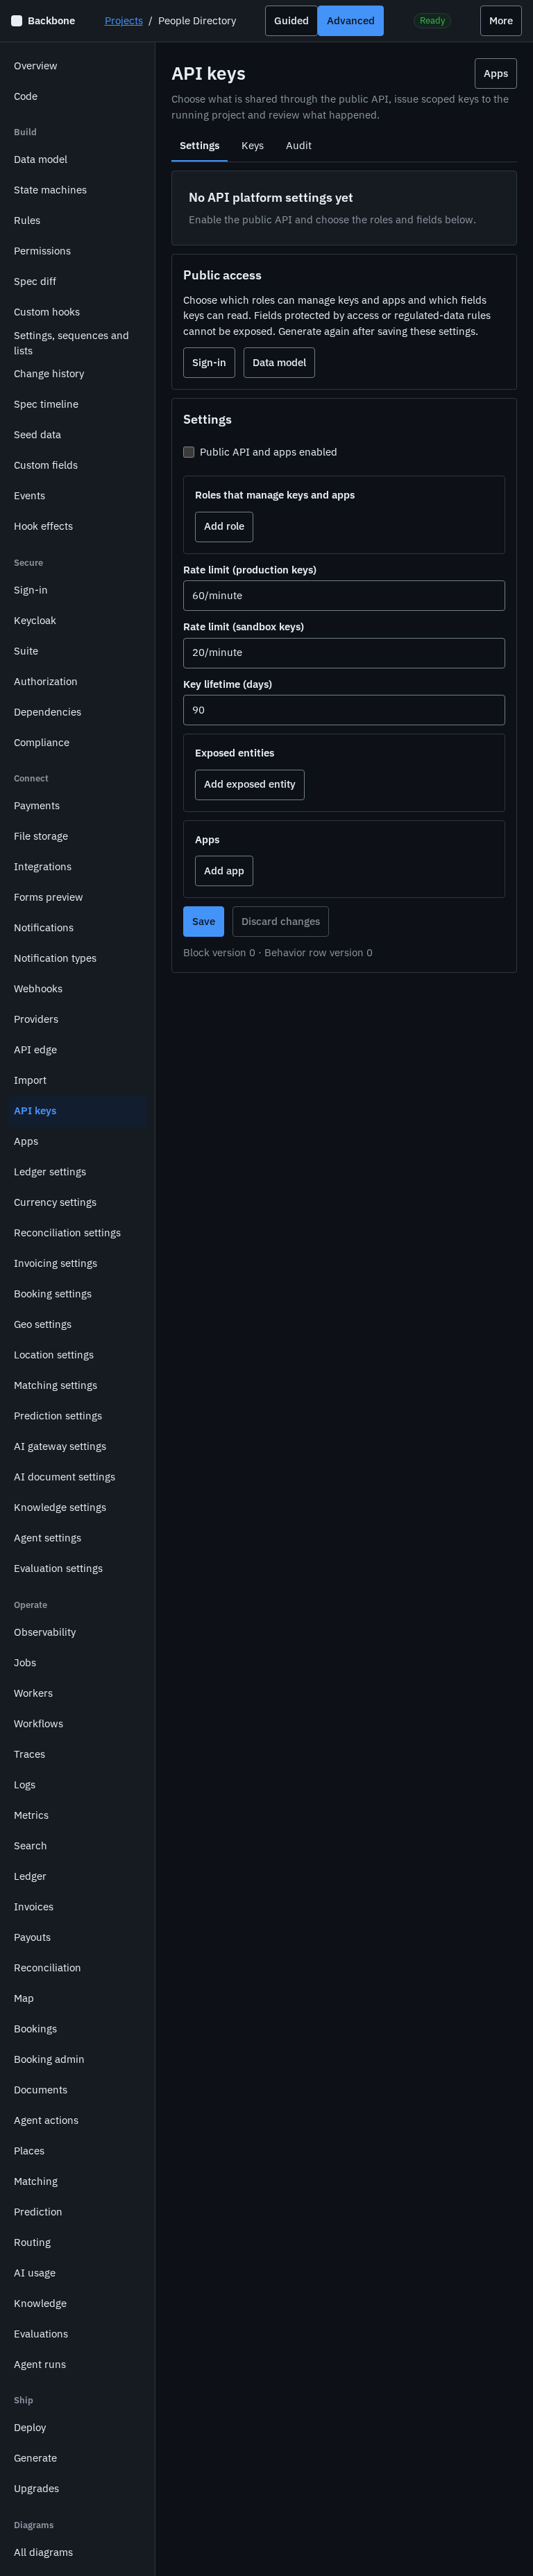 Backbone
Projects / People Directory
Guided
Advanced
Ready
More
Overview
Code
Build
Data model
State machines
Rules
Permissions
Spec diff
Custom hooks
Settings, sequences and
lists
Change history
Spec timeline
Seed data
Custom fields
Events
Hook effects
Secure
Sign-in
Keycloak
Suite
Authorization
Dependencies
Compliance
Connect
Payments
File storage
Integrations
Forms preview
Notifications
Notification types
Webhooks
Providers
API edge
Import
API keys
Apps
Ledger settings
Currency settings
Reconciliation settings
Invoicing settings
Booking settings
Geo settings
Location settings
Matching settings
Prediction settings
AI gateway settings
AI document settings
Knowledge settings
Agent settings
Evaluation settings
Operate
Observability
Jobs
Workers
Workflows
Traces
Logs
Metrics
Search
Ledger
Invoices
Payouts
Reconciliation
Map
Bookings
Booking admin
Documents
Agent actions
Places
Matching
Prediction
Routing
AI usage
Knowledge
Evaluations
Agent runs
Ship
Deploy
Generate
Upgrades
Diagrams
All diagrams
API keys
Apps
Choose what is shared through the public API, issue scoped keys to the
running project and review what happened.
Settings
Keys
Audit
No API platform settings yet
Enable the public API and choose the roles and fields below.
Public access
Choose which roles can manage keys and apps and which fields
keys can read. Fields protected by access or regulated-data rules
cannot be exposed. Generate again after saving these settings.
Sign-in
Data model
Settings
Public API and apps enabled
Roles that manage keys and apps
Add role
Rate limit (production keys)
60/minute
Rate limit (sandbox keys)
20/minute
Key lifetime (days)
90
Exposed entities
Add exposed entity
Apps
Add app
Save
Discard changes
Block version 0 · Behavior row version 0